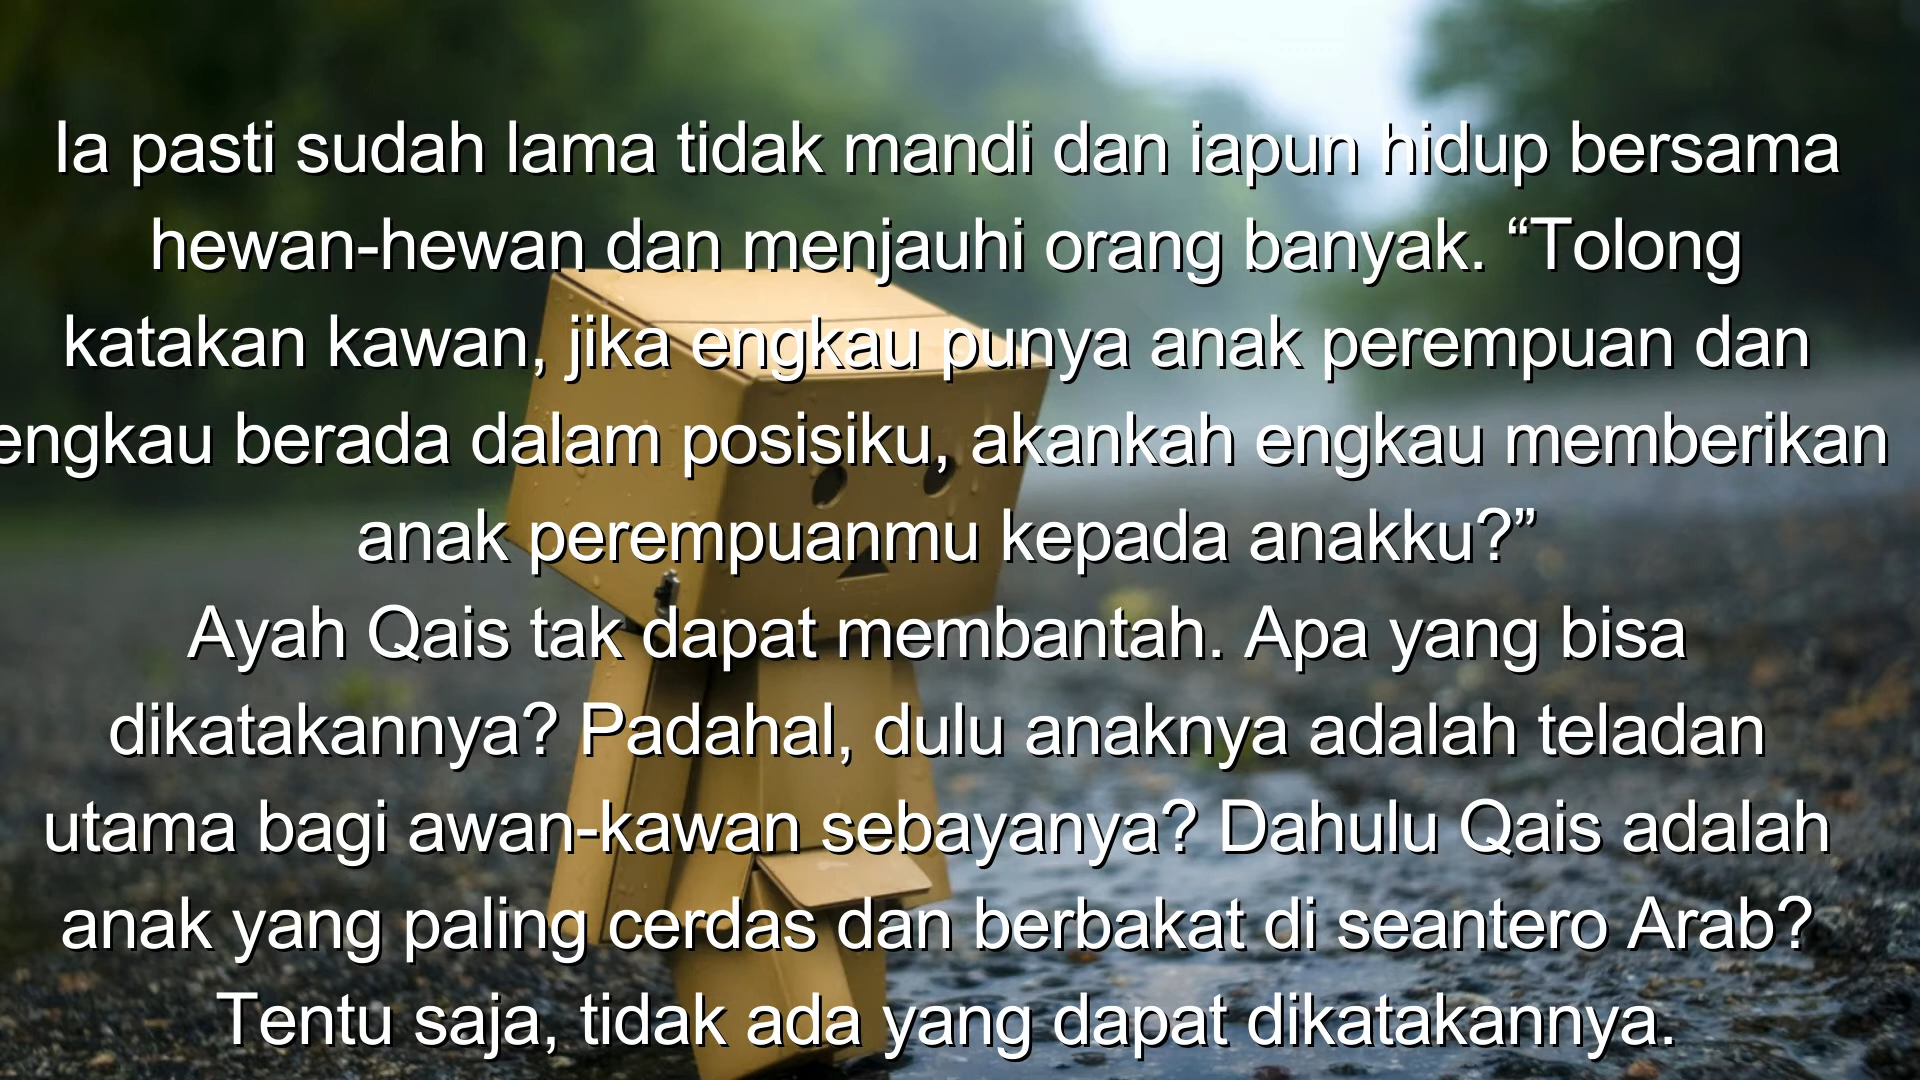 Ia pasti sudah lama tidak mandi dan iapun hidup bersama
hewan-hewan dan menjauhi orang banyak. “Tolong
katakan kawan, jika engkau punya anak perempuan dan
engkau berada dalam posisiku, akankah engkau memberikan
anak perempuanmu kepada anakku?”
Ayah Qais tak dapat membantah. Apa yang bisa
dikatakannya? Padahal, dulu anaknya adalah teladan
utama bagi awan-kawan sebayanya? Dahulu Qais adalah
anak yang paling cerdas dan berbakat di seantero Arab?
Tentu saja, tidak ada yang dapat dikatakannya.